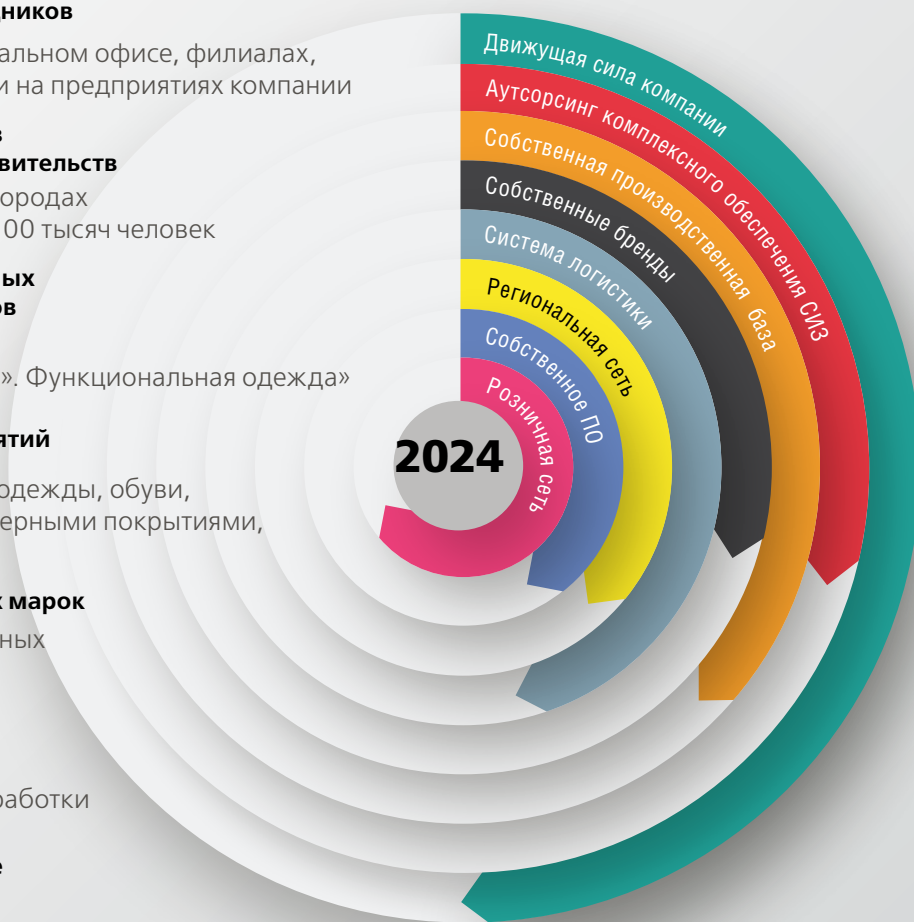 дников
альном офисе, филиалах,
и на предприятиях компании
в
вительств
ородах
00 тысяч человек
ых
ов
». Функциональная одежда»
ятий
одежды, обуви,
ерными покрытиями,
х марок
ных
работки
е
Движущая сила компании
Аутсорсинг комплексного обеспечения СИЗ
Собственная производственная база
Собственные бренды
Система логистики
Региональная сеть
Собственное ПО
Розничная сеть
2024